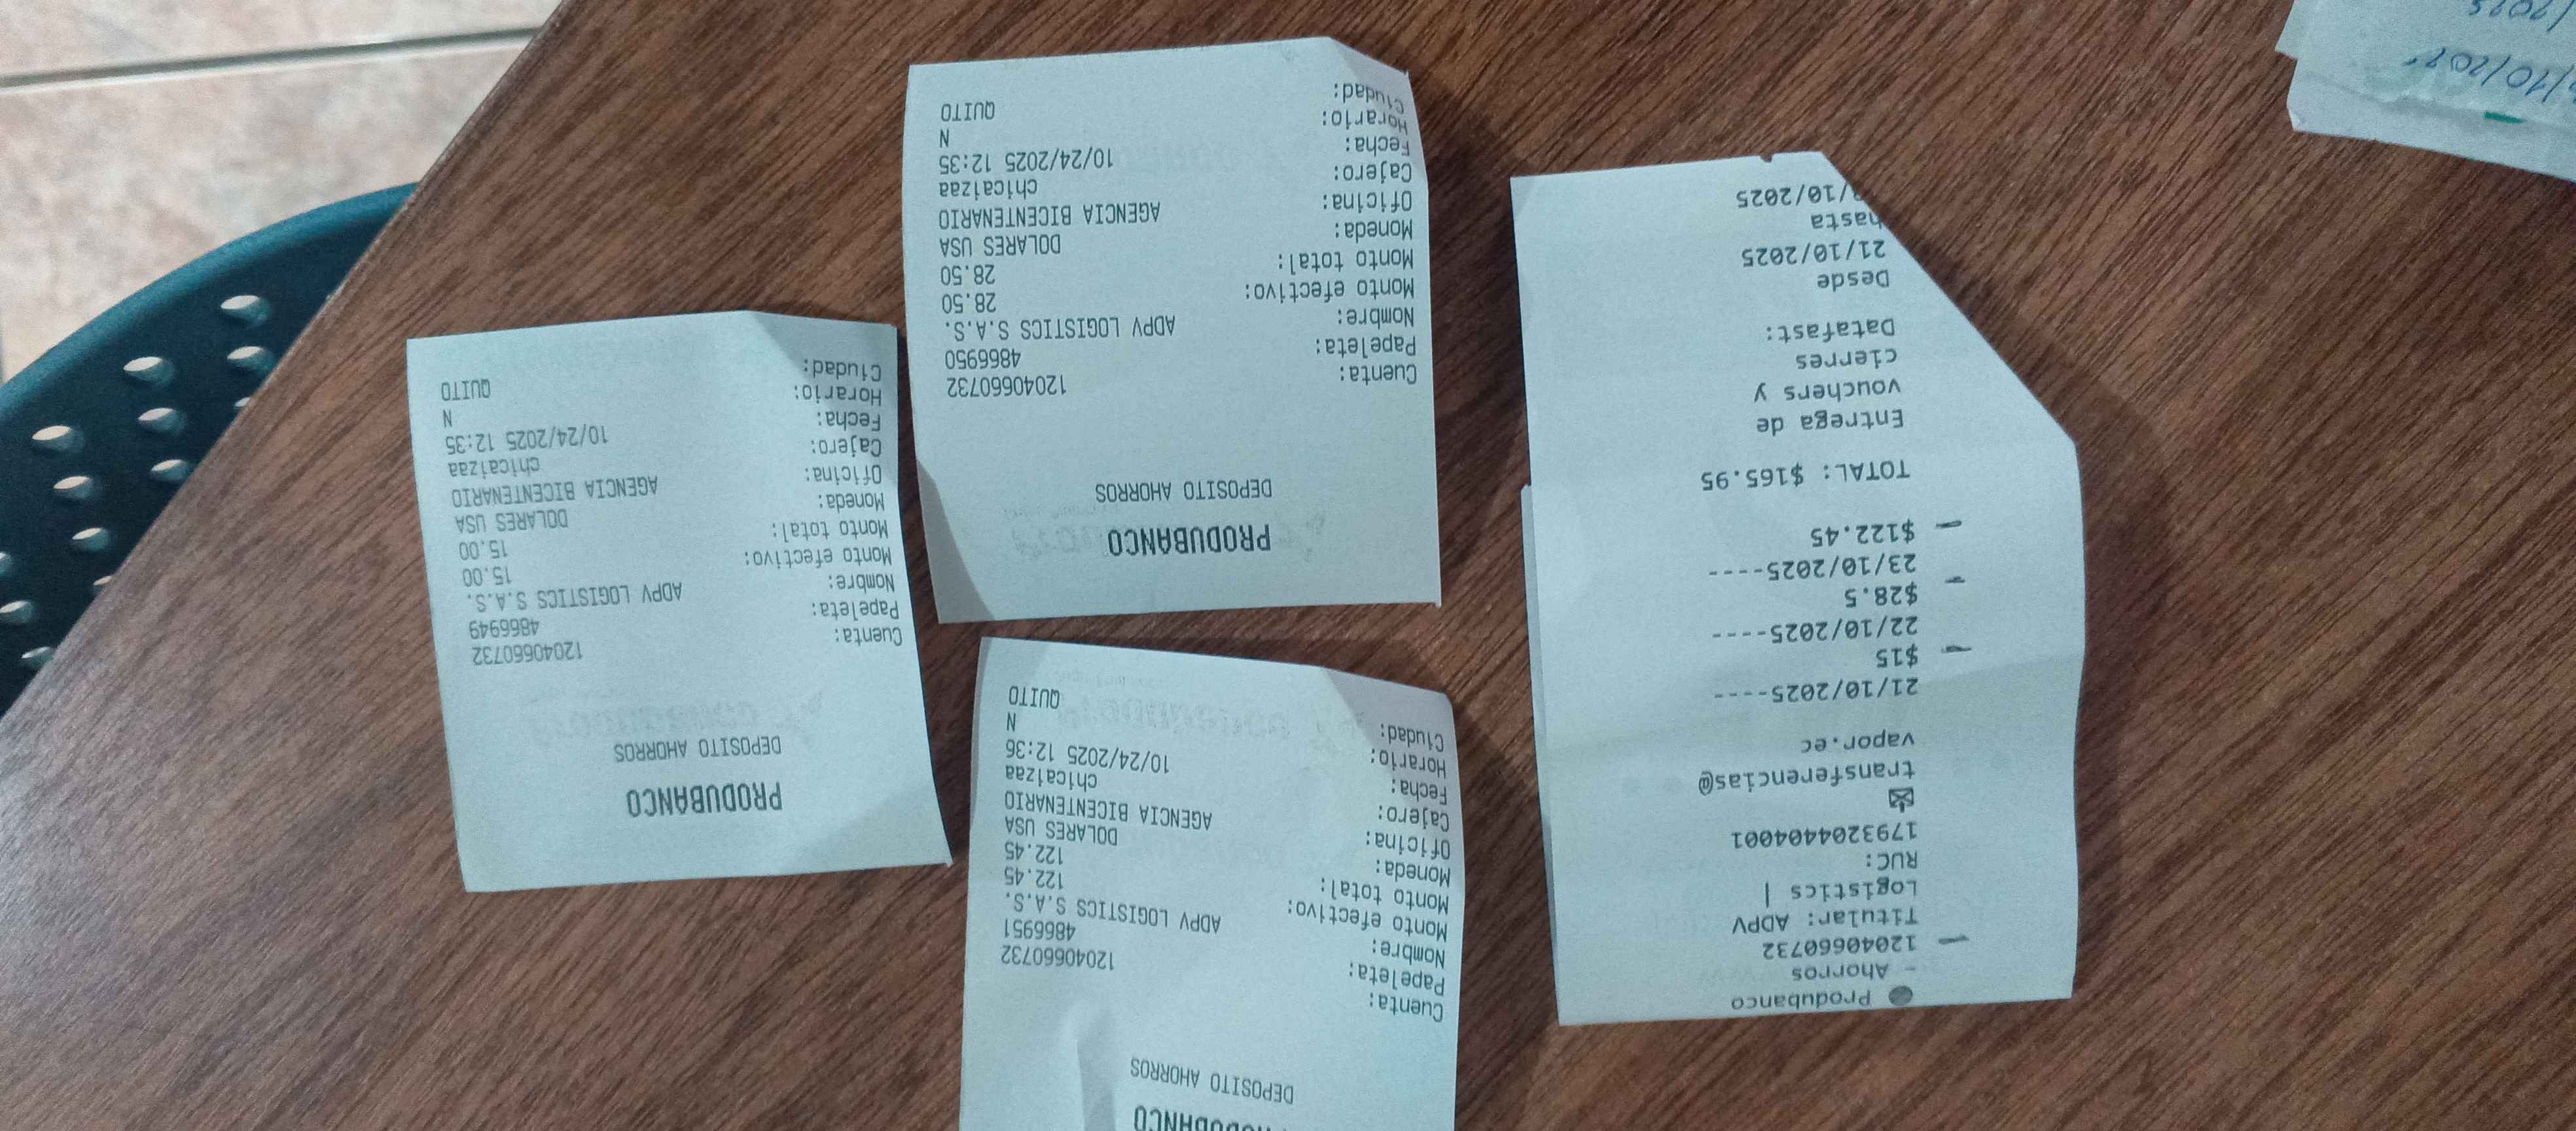 PRODUBANCO
DEPOSITO AHORROS
Cuenta: 12040660732
Papeleta: 4866950
Nombre: ADPV LOGISTICS S.A.S.
Monto efectivo: 28.50
Monto total: 28.50
Moneda: DOLARES USA
Oficina: AGENCIA BICENTENARIO
Cajero: chicaizaa
Fecha: 10/24/2025 12:35
Horario: N
Ciudad: QUITO
PRODUBANCO
DEPOSITO AHORROS
Cuenta: 12040660732
Papeleta: 4866949
Nombre: ADPV LOGISTICS S.A.S.
Monto efectivo: 15.00
Monto total: 15.00
Moneda: DOLARES USA
Oficina: AGENCIA BICENTENARIO
Cajero: chicaizaa
Fecha: 10/24/2025 12:35
Horario: N
Ciudad: QUITO
PRODUBANCO
DEPOSITO AHORROS
Cuenta: 12040660732
Papeleta: 4866951
Nombre: ADPV LOGISTICS S.A.S.
Monto efectivo: 122.45
Monto total: 122.45
Moneda: DOLARES USA
Oficina: AGENCIA BICENTENARIO
Cajero: chicaizaa
Fecha: 10/24/2025 12:36
Horario: N
Ciudad: QUITO
Produbanco
- Ahorros
12040660732
Titular: ADPV
Logistics |
RUC:
1793204404001
transferencias@
vapor.ec
21/10/2025----
$15
22/10/2025----
$28.5
23/10/2025----
$122.45
TOTAL: $165.95
Entrega de
vouchers y
cierres
Datafast:
Desde
21/10/2025
hasta
/10/2025
/10/202
/2025